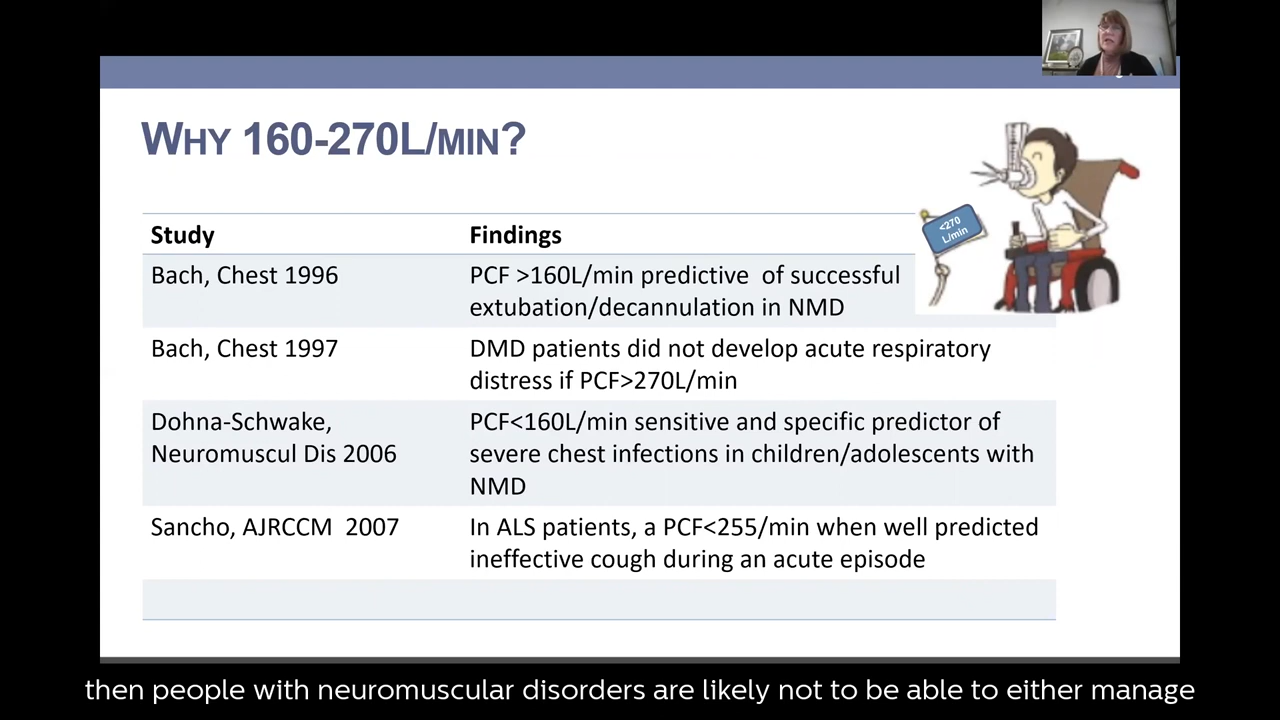 WHY 160-270L/MIN?
<270
L/min
Study Findings
Bach, Chest 1996 PCF >160L/min predictive of successful
extubation/decannulation in NMD
Bach, Chest 1997 DMD patients did not develop acute respiratory
distress if PCF>270L/min
Dohna-Schwake, PCF<160L/min sensitive and specific predictor of
Neuromuscul Dis 2006 severe chest infections in children/adolescents with
NMD
Sancho, AJRCCM 2007 In ALS patients, a PCF<255/min when well predicted
ineffective cough during an acute episode
then people with neuromuscular disorders are likely not to be able to either manage